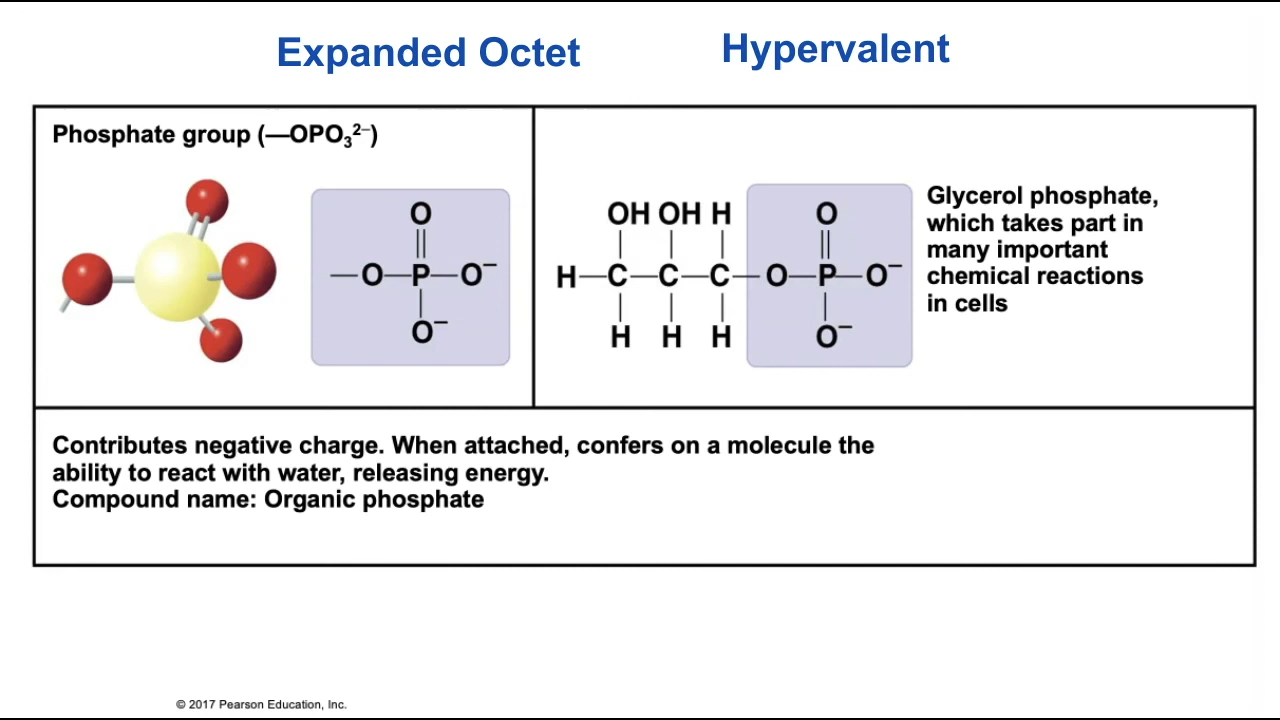 Expanded Octet
Hypervalent
Phosphate group (—OPO₃²⁻)
O
—O—P—O⁻
O⁻
OH OH H
H—C—C—C—O—P—O⁻
O
H H H
O⁻
Glycerol phosphate,
which takes part in
many important
chemical reactions
in cells
Contributes negative charge. When attached, confers on a molecule the
ability to react with water, releasing energy.
Compound name: Organic phosphate
© 2017 Pearson Education, Inc.